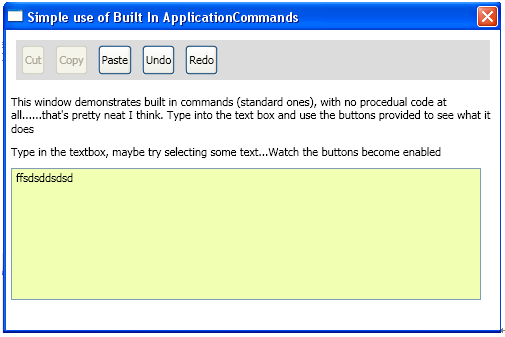 Simple use of Built In ApplicationCommands
Cut Copy Paste Undo Redo
This window demonstrates built in commands (standard ones), with no procedual code at
all......that's pretty neat I think. Type into the text box and use the buttons provided to see what it
does
Type in the textbox, maybe try selecting some text...Watch the buttons become enabled
ffsdsddsdsd